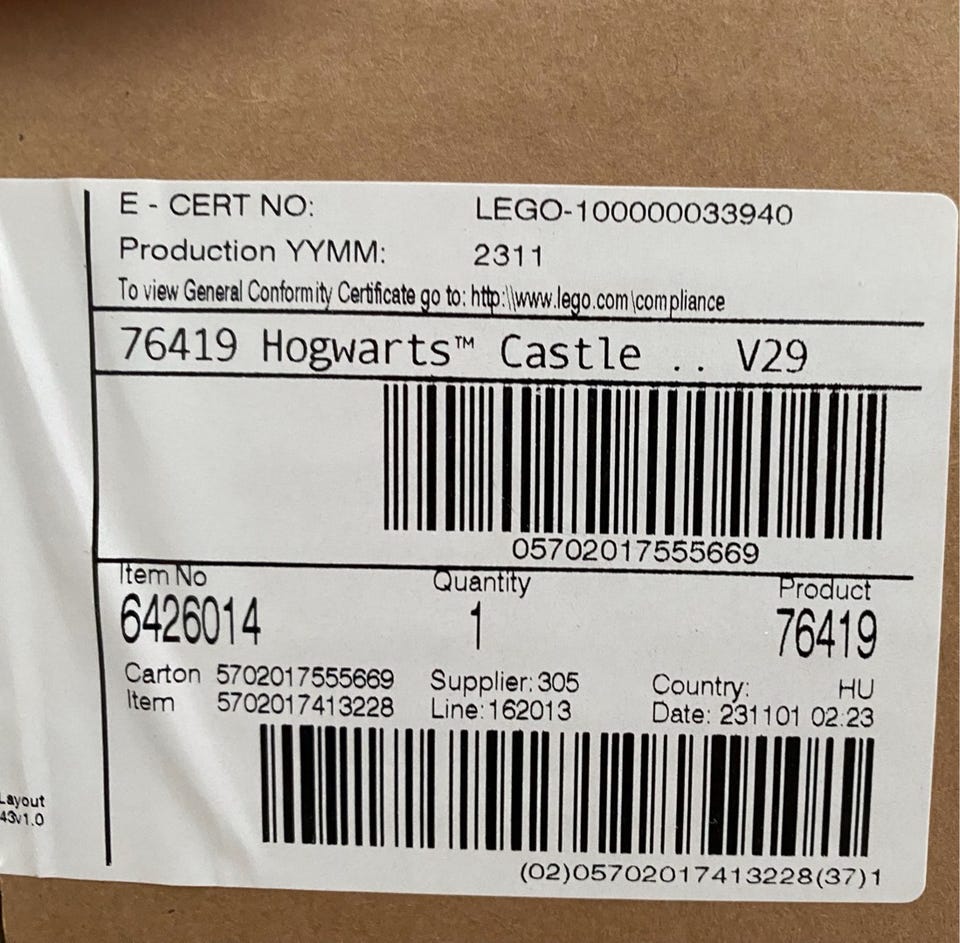 E - CERT NO: LEGO-100000033940
Production YYMM: 2311
To view General Conformity Certificate go to: http:\\www.lego.com\compliance
76419 Hogwarts™ Castle .. V29
05702017555669
Item No Quantity Product
6426014 1 76419
Carton 5702017555669 Supplier: 305 Country: HU
Item 5702017413228 Line: 162013 Date: 231101 02:23
Layout
43v1.0
(02)05702017413228(37)1